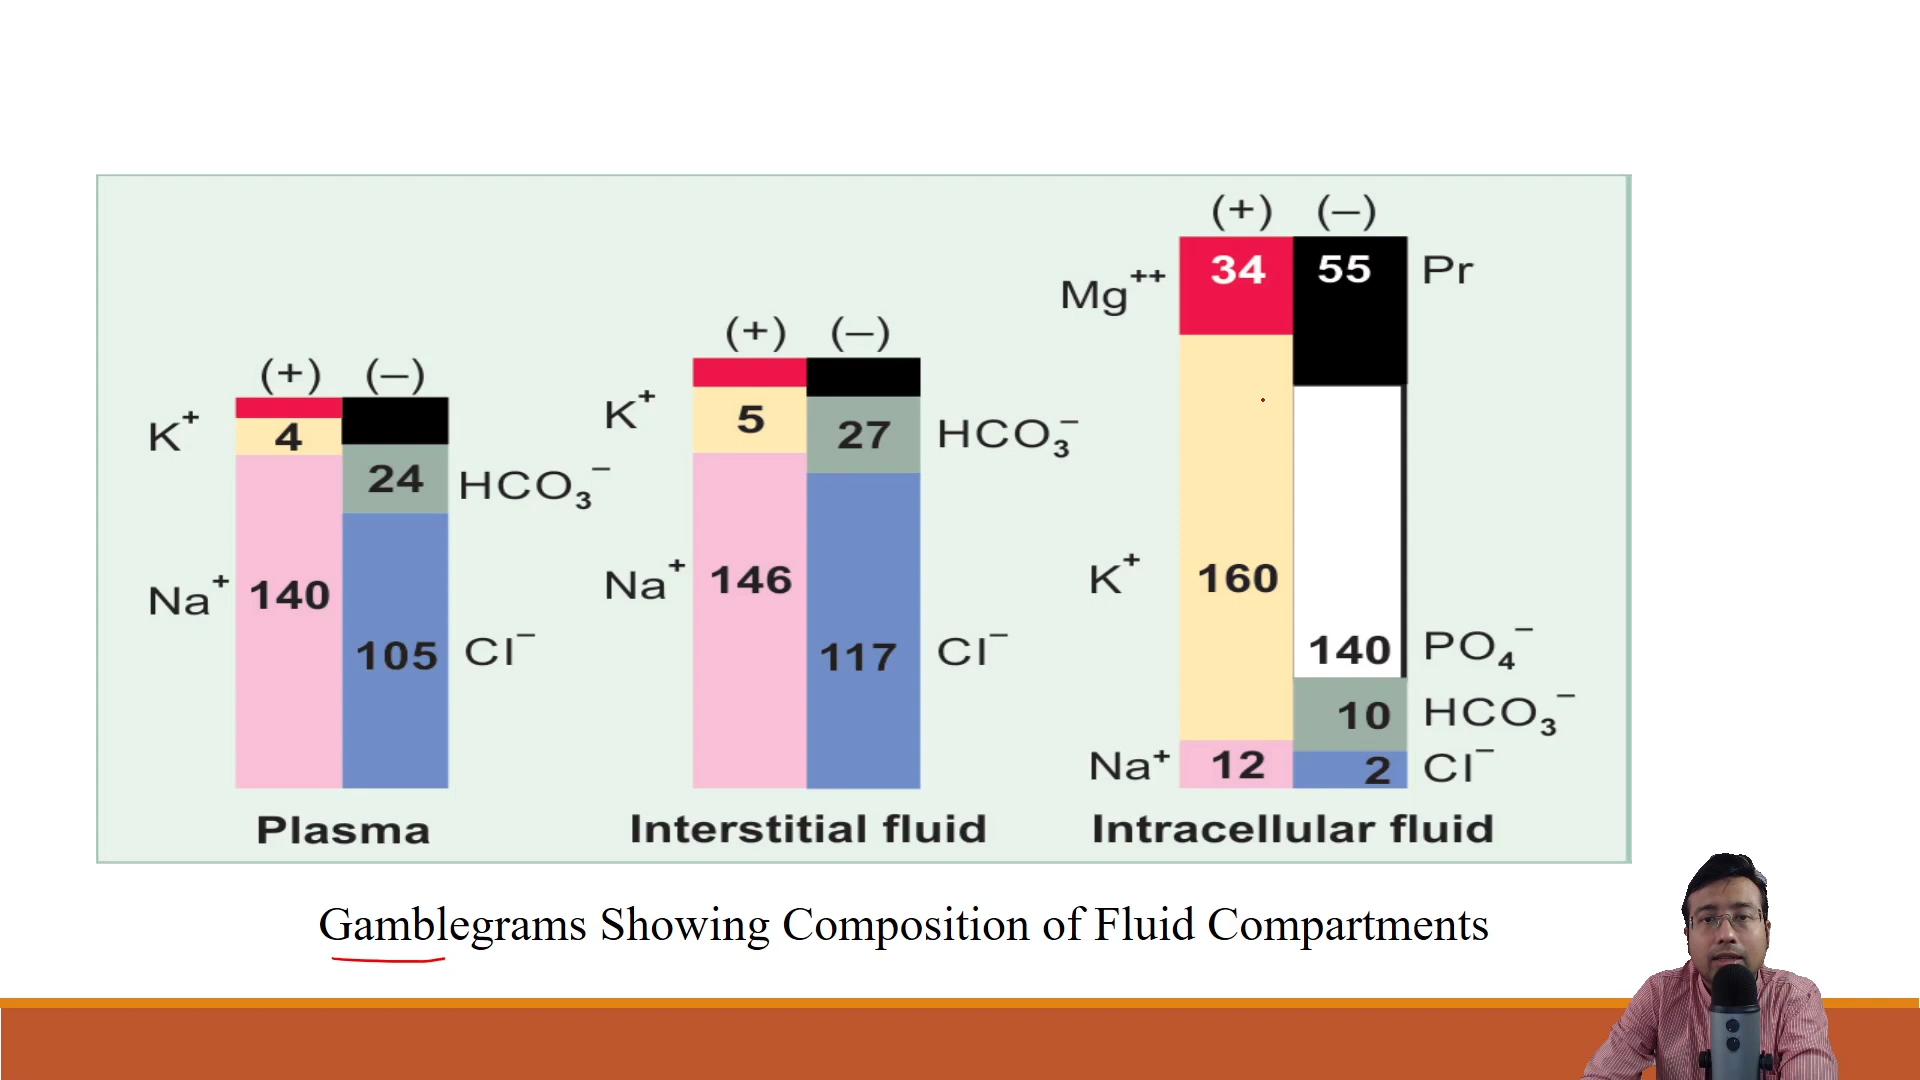 (+) (–)
Mg⁺⁺ 34 55 Pr
(+) (–)
(+) (–)
K⁺ 4
K⁺ 5 27 HCO₃⁻
24 HCO₃⁻
Na⁺ 140
Na⁺ 146
K⁺ 160
105 Cl⁻
117 Cl⁻
140 PO₄⁻
10 HCO₃⁻
Na⁺ 12 2 Cl⁻
Plasma Interstitial fluid Intracellular fluid
Gamblegrams Showing Composition of Fluid Compartments